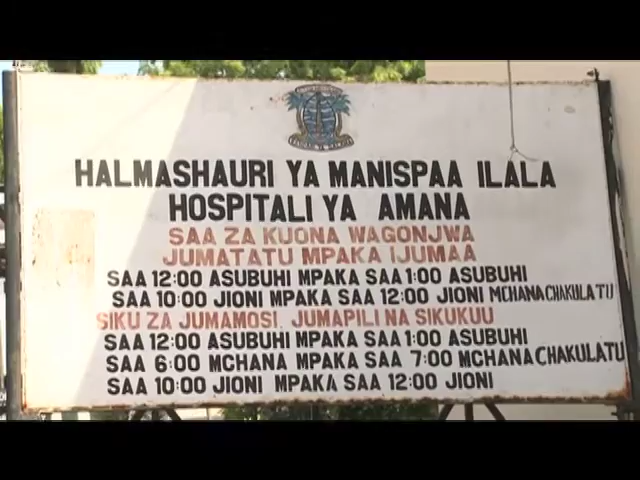 HALMASHAURI YA MANISPAA ILALA
HOSPITALI YA AMANA
SAA ZA KUONA WAGONJWA
JUMATATU MPAKA IJUMAA
SAA 12:00 ASUBUHI MPAKA SAA 1:00 ASUBUHI
SAA 10:00 JIONI MPAKA SAA 12:00 JIONI MCHANA CHAKULA TU
SIKU ZA JUMAMOSI, JUMAPILI NA SIKUKUU
SAA 12:00 ASUBUHI MPAKA SAA 1:00 ASUBUHI
SAA 6:00 MCHANA MPAKA SAA 7:00 MCHANA CHAKULATU
SAA 10:00 JIONI MPAKA SAA 12:00 JIONI